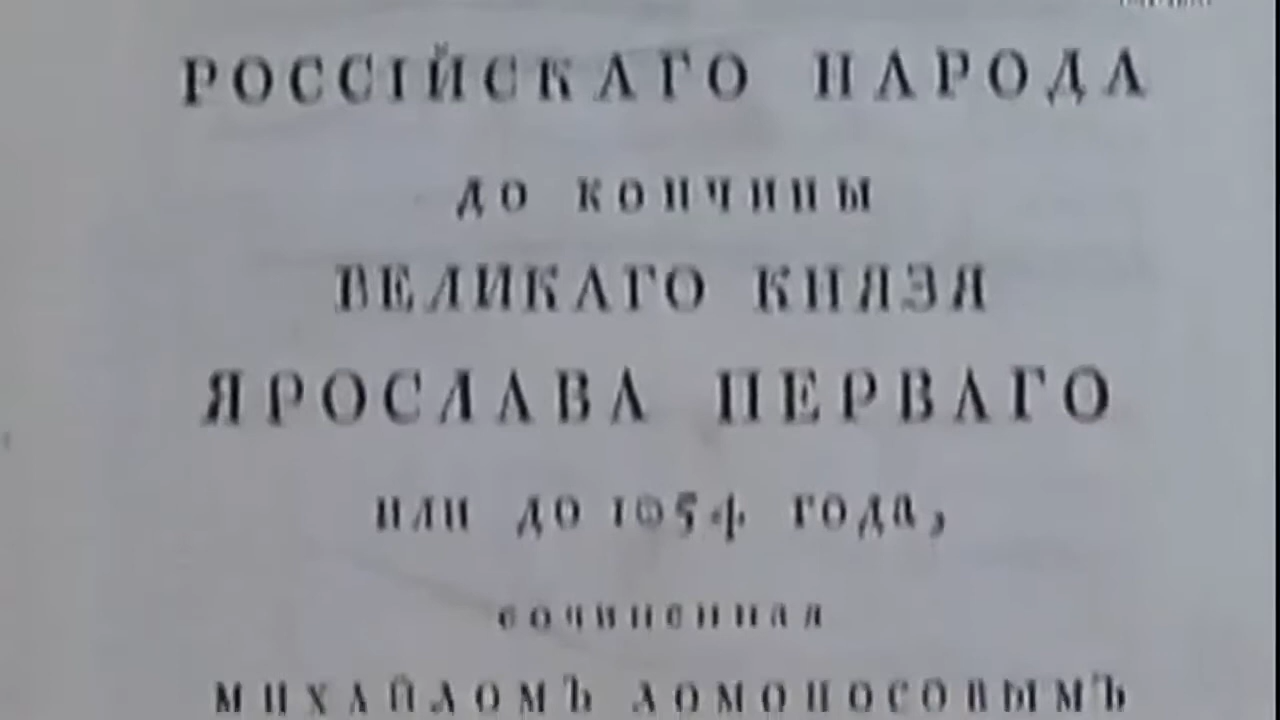 РОССІЙСКАГО НАРОДА
до кончины
ВЕЛИКАГО КНЯЗЯ
ЯРОСЛАВА ПЕРВАГО
или до 1054 года,
сочиненная
МИХАЙЛОМЪ ЛОМОНОСОВЫМЪ